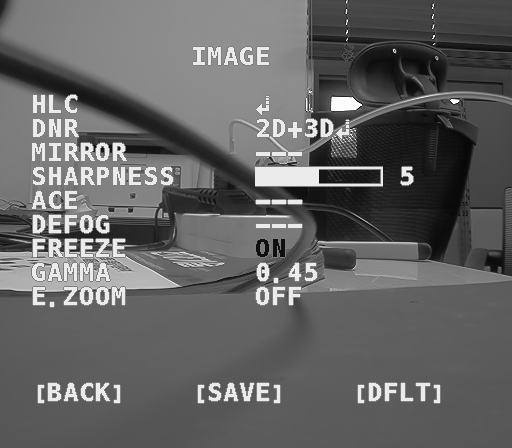 IMAGE
HLC ↲
DNR 2D+3D↲
MIRROR ---
SHARPNESS 5
ACE ---
DEFOG ---
FREEZE ON
GAMMA 0.45
E.ZOOM OFF
[BACK] [SAVE] [DFLT]